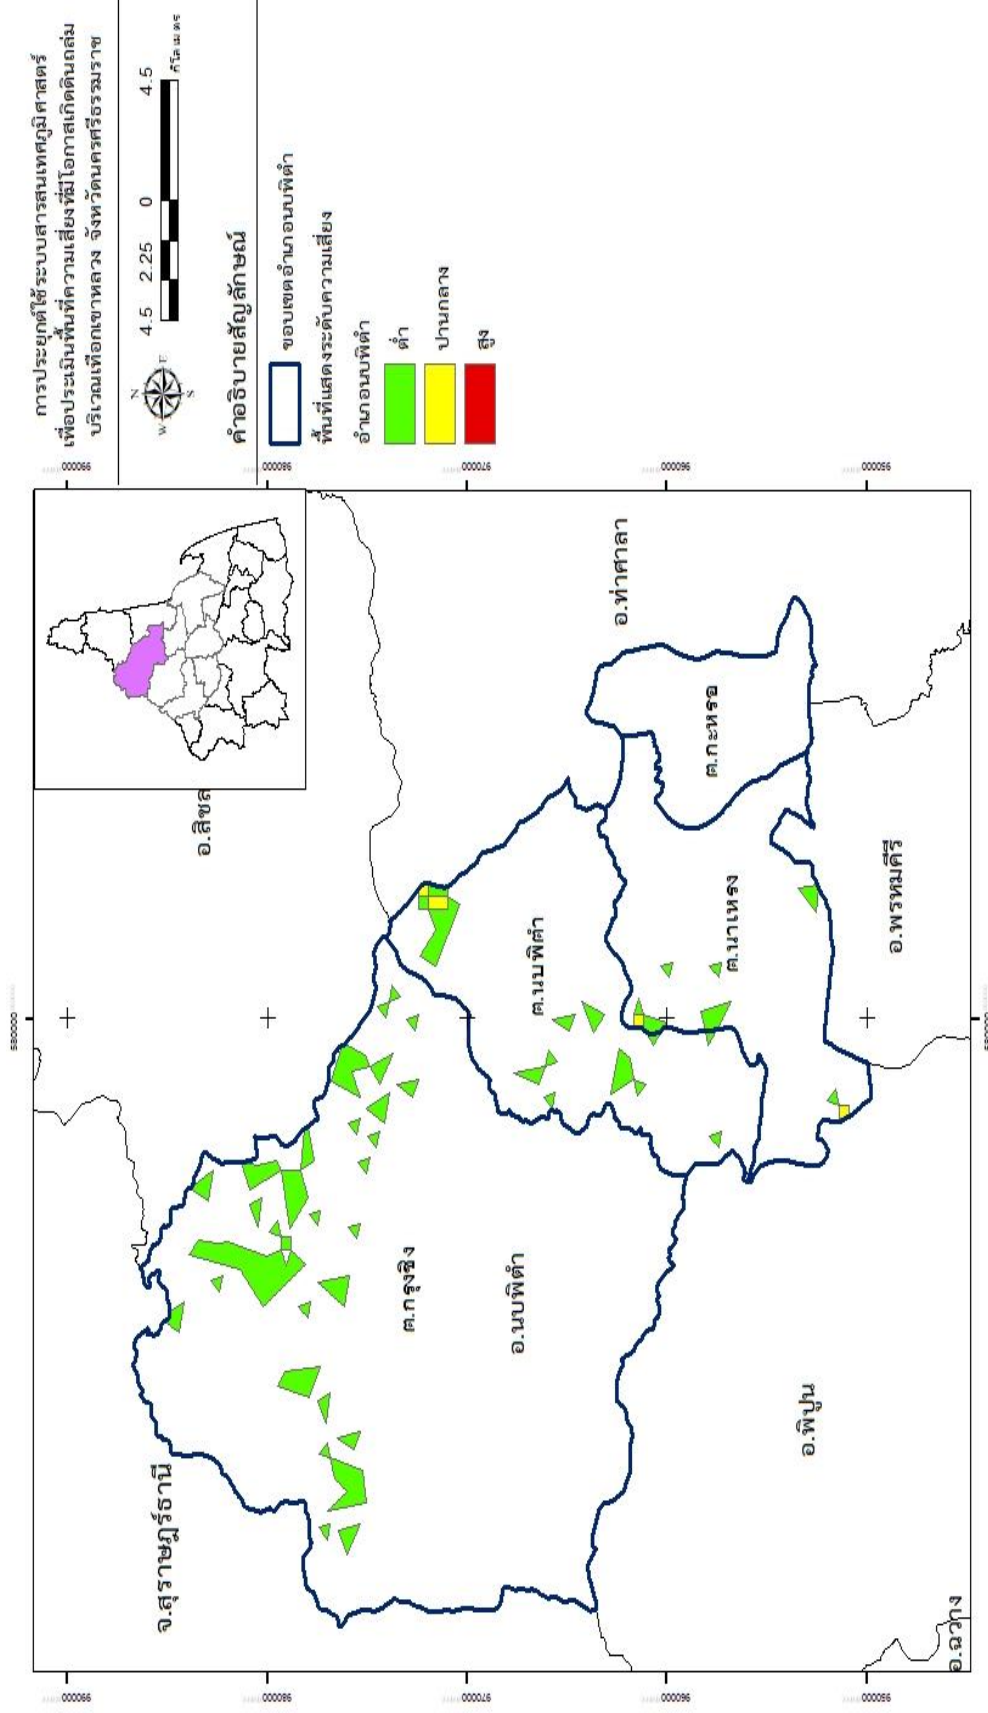 การประยุกต์ใช้ระบบสารสนเทศภูมิศาสตร์
เพื่อประเมินพื้นที่ความเสี่ยงที่มีโอกาสเกิดดินถล่ม
บริเวณเทือกเขาหลวง จังหวัดนครศรีธรรมราช
N
W
E
S
4.5 2.25 0 4.5
กิโลเมตร
คำอธิบายสัญลักษณ์
ขอบเขตอำเภอนบพิตำ
พื้นที่แสดงระดับความเสี่ยง
อำเภอนบพิตำ
ต่ำ
ปานกลาง
สูง
จ.สุราษฎร์ธานี
อ.สิชล
ต.กรุงชิง
อ.นบพิตำ
ต.นบพิตำ
อ.ท่าศาลา
ต.กะหรอ
ต.นาเหรง
อ.พิปูน
อ.พรหมคีรี
อ.ฉวาง